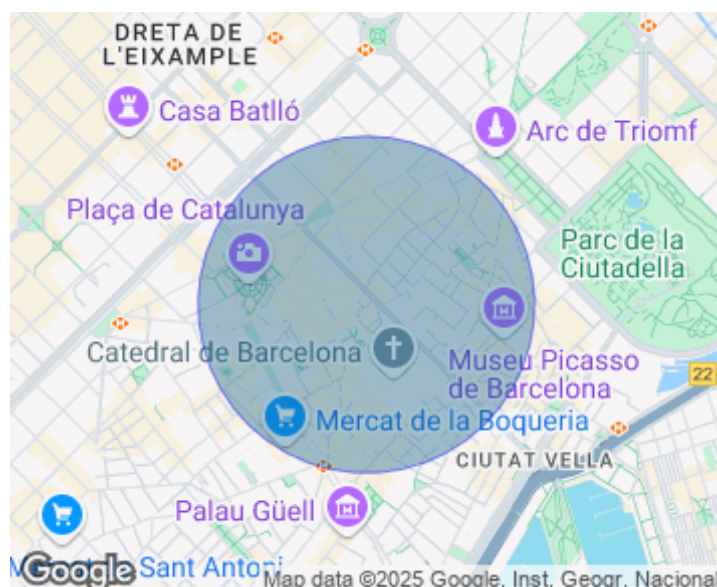 DRETA DE
L'EIXAMPLE
Casa Batlló
Arc de Triomf
Plaça de Catalunya
Parc de la
Ciutadella
Catedral de Barcelona
Museu Picasso
de Barcelona
22
Mercat de la Boqueria
CIUTAT VELLA
Palau Güell
Sant Antoni
Google
Map data ©2025 Google, Inst. Geogr. Nacional